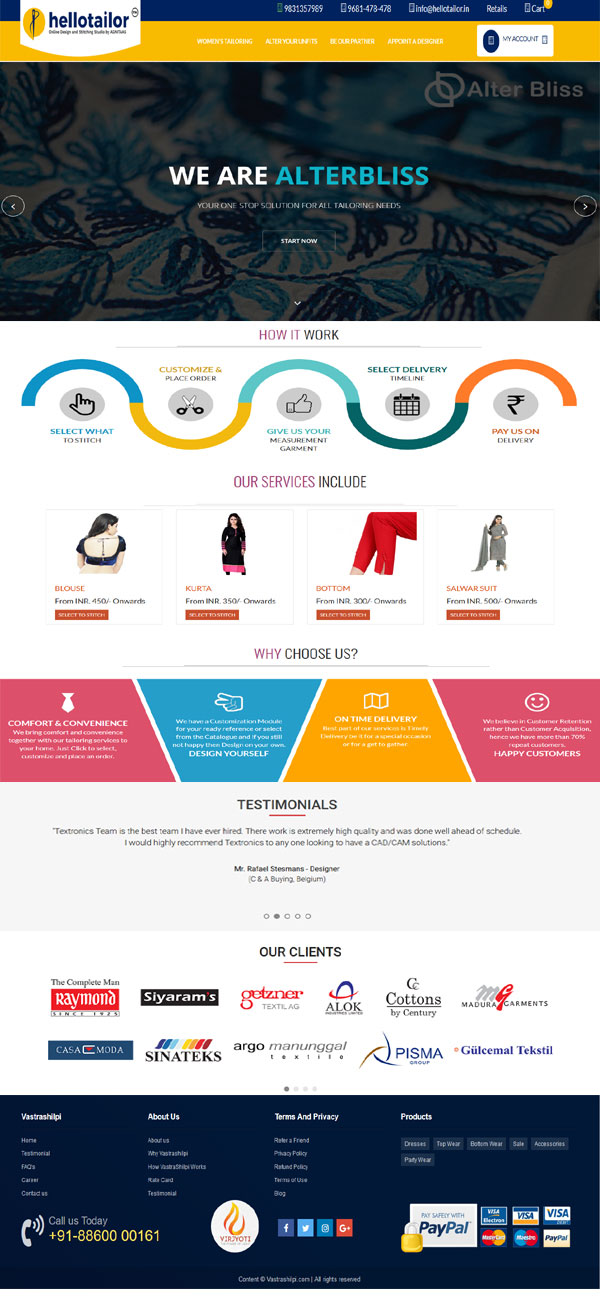 hellotailor TM
Online Design and Stitching Studio by AGNITVAS
9831357989 9681-478-478 info@hellotailor.in Retails Cart 0
WOMEN'S TAILORING ALTER YOUR UNFITS BE OUR PARTNER APPOINT A DESIGNER MY ACCOUNT
Alter Bliss
WE ARE ALTERBLISS
YOUR ONE STOP SOLUTION FOR ALL TAILORING NEEDS
START NOW
HOW IT WORK
SELECT WHAT
TO STITCH
CUSTOMIZE &
PLACE ORDER
GIVE US YOUR
MEASUREMENT
GARMENT
SELECT DELIVERY
TIMELINE
PAY US ON
DELIVERY
OUR SERVICES INCLUDE
BLOUSE
From INR. 450/- Onwards
SELECT TO STITCH
KURTA
From INR. 350/- Onwards
SELECT TO STITCH
BOTTOM
From INR. 300/- Onwards
SELECT TO STITCH
SALWAR SUIT
From INR. 500/- Onwards
SELECT TO STITCH
WHY CHOOSE US?
COMFORT & CONVENIENCE
We bring comfort and convenience
together with our tailoring services to
your home. Just Click to select,
customize and place an order.
We have a Customization Module
for your ready reference or select
from the Catalogue and if you still
not happy then Design on your own.
DESIGN YOURSELF
ON TIME DELIVERY
Best part of our services is Timely
Delivery be it for a special occasion
or for a get to gather.
We believe in Customer Retention
rather than Customer Acquisition,
hence we have more than 70%
repeat customers.
HAPPY CUSTOMERS
TESTIMONIALS
"Textronics Team is the best team I have ever hired. There work is extremely high quality and was done well ahead of schedule.
I would highly recommend Textronics to any one looking to have a CAD/CAM solutions."
Mr. Rafael Stesmans - Designer
(C & A Buying, Belgium)
OUR CLIENTS
The Complete Man
RAYMOND
SINCE 1925
Siyaram's
getzner
TEXTIL AG
ALOK
INDUSTRIES LIMITED
CC
Cottons
by Century
mg
MADURA GARMENTS
CASA MODA
SINATEKS
argo manunggal
textile
PISMA
GROUP
Gülcemal Tekstil
Vastrashilpi
Home
Testimonial
FAQ's
Career
Contact us
About Us
About us
Why Vastrashilpi
How VastraShilpi Works
Rate Card
Testimonial
Terms And Privacy
Refer a Friend
Privacy Policy
Refund Policy
Terms of Use
Blog
Products
Dresses Top Wear Bottom Wear Sale Accessories
Party Wear
Call us Today
+91-88600 00161
VIRJYOTI
f G+
PAY SAFELY WITH
PayPal
VISA
Electron
VISA
VISA
DEBIT
MasterCard
Maestro
PayPal
Content © Vastrashilpi.com | All rights reserved